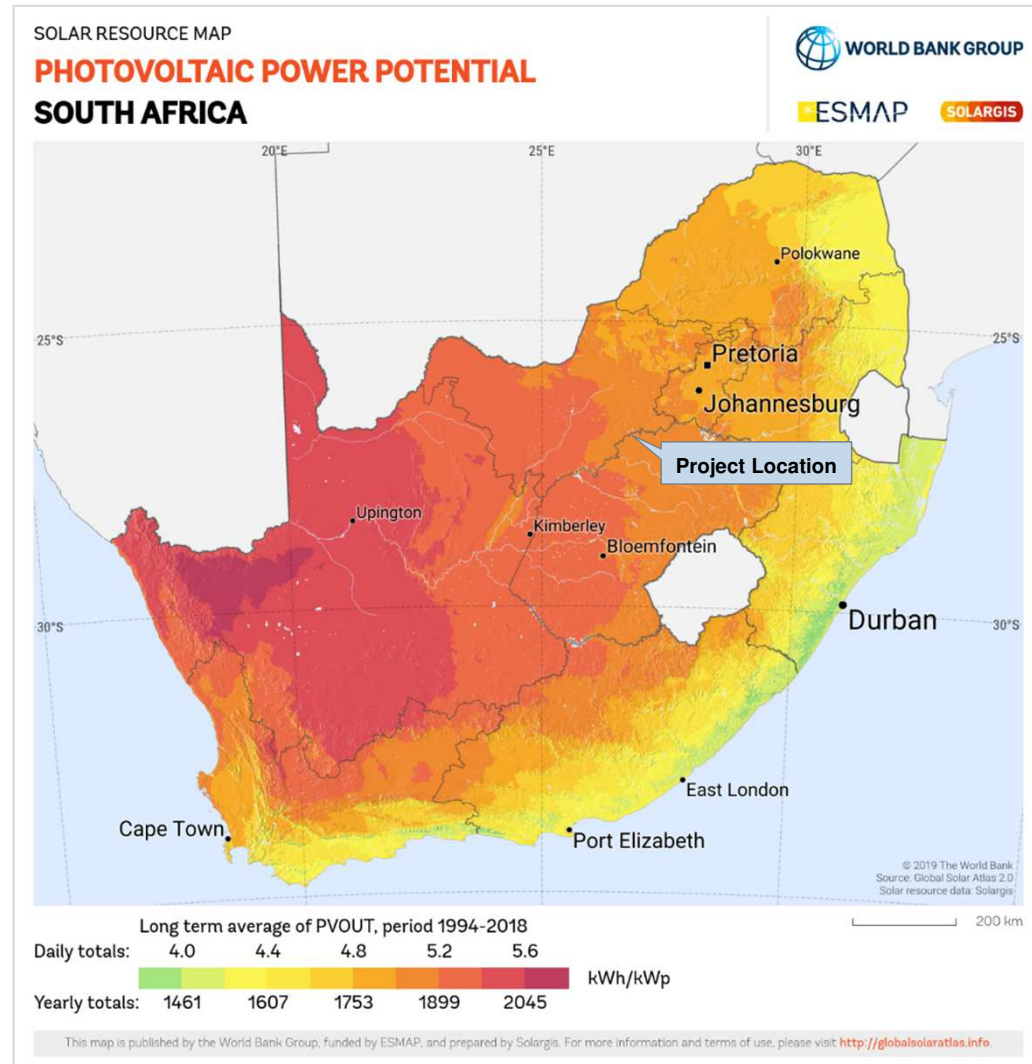 SOLAR RESOURCE MAP
PHOTOVOLTAIC POWER POTENTIAL
SOUTH AFRICA
WORLD BANK GROUP
ESMAP
SOLARGIS
20°E
25°E
30°E
Polokwane
25°S
25°S
Pretoria
Johannesburg
Project Location
Upington
Kimberley
Bloemfontein
30°S
Durban
30°S
East London
Cape Town
Port Elizabeth
© 2019 The World Bank
Source: Global Solar Atlas 2.0
Solar resource data: Solargis
Long term average of PVOUT, period 1994-2018
200 km
Daily totals: 4.0 4.4 4.8 5.2 5.6
kWh/kWp
Yearly totals: 1461 1607 1753 1899 2045
This map is published by the World Bank Group, funded by ESMAP, and prepared by Solargis. For more information and terms of use, please visit http://globalsolaratlas.info.